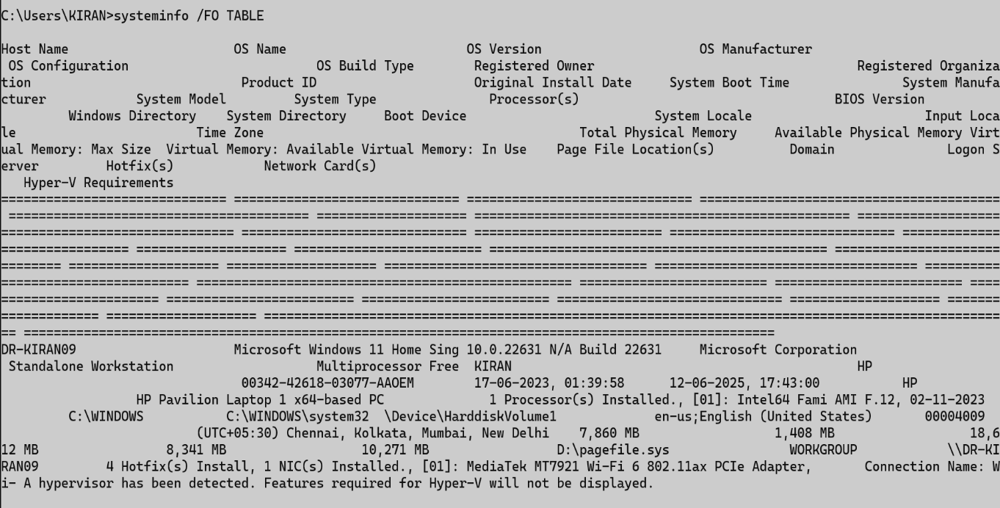 C:\Users\KIRAN>systeminfo /FO TABLE
Host Name                      OS Name                        OS Version                     OS Manufacturer
 OS Configuration                         OS Build Type        Registered Owner                                   Registered Organiza
tion                            Product ID                     Original Install Date     System Boot Time               System Manufa
cturer            System Model         System Type               Processor(s)                                  BIOS Version
         Windows Directory    System Directory     Boot Device                         System Locale                       Input Loca
le                        Time Zone                                          Total Physical Memory     Available Physical Memory Virt
ual Memory: Max Size  Virtual Memory: Available Virtual Memory: In Use    Page File Location(s)          Domain               Logon S
erver         Hotfix(s)            Network Card(s)
   Hyper-V Requirements
============================== ============================== ============================== ========================================
 ======================================== ==================== ================================================== ===================
=============================== ============================== ========================= ============================== =============
================= ==================== ========================= ============================================== ======================
======== ==================== ==================== =================================== =================================== ==========
========================= ================================================== ========================= ========================= ====
===================== ========================= ========================= ============================== ==================== =======
============= ==================== ==================================================================================================
== ====================================================================================================
DR-KIRAN09                     Microsoft Windows 11 Home Sing 10.0.22631 N/A Build 22631     Microsoft Corporation
 Standalone Workstation                   Multiprocessor Free  KIRAN                                              HP
                                00342-42618-03077-AAOEM        17-06-2023, 01:39:58      12-06-2025, 17:43:00           HP
                  HP Pavilion Laptop 1 x64-based PC              1 Processor(s) Installed., [01]: Intel64 Fami AMI F.12, 02-11-2023
         C:\WINDOWS           C:\WINDOWS\system32  \Device\HarddiskVolume1             en-us;English (United States)       00004009
                          (UTC+05:30) Chennai, Kolkata, Mumbai, New Delhi    7,860 MB                  1,408 MB                  18,6
12 MB                 8,341 MB                  10,271 MB                 D:\pagefile.sys                WORKGROUP            \\DR-KI
RAN09         4 Hotfix(s) Install, 1 NIC(s) Installed., [01]: MediaTek MT7921 Wi-Fi 6 802.11ax PCIe Adapter,       Connection Name: W
i- A hypervisor has been detected. Features required for Hyper-V will not be displayed.